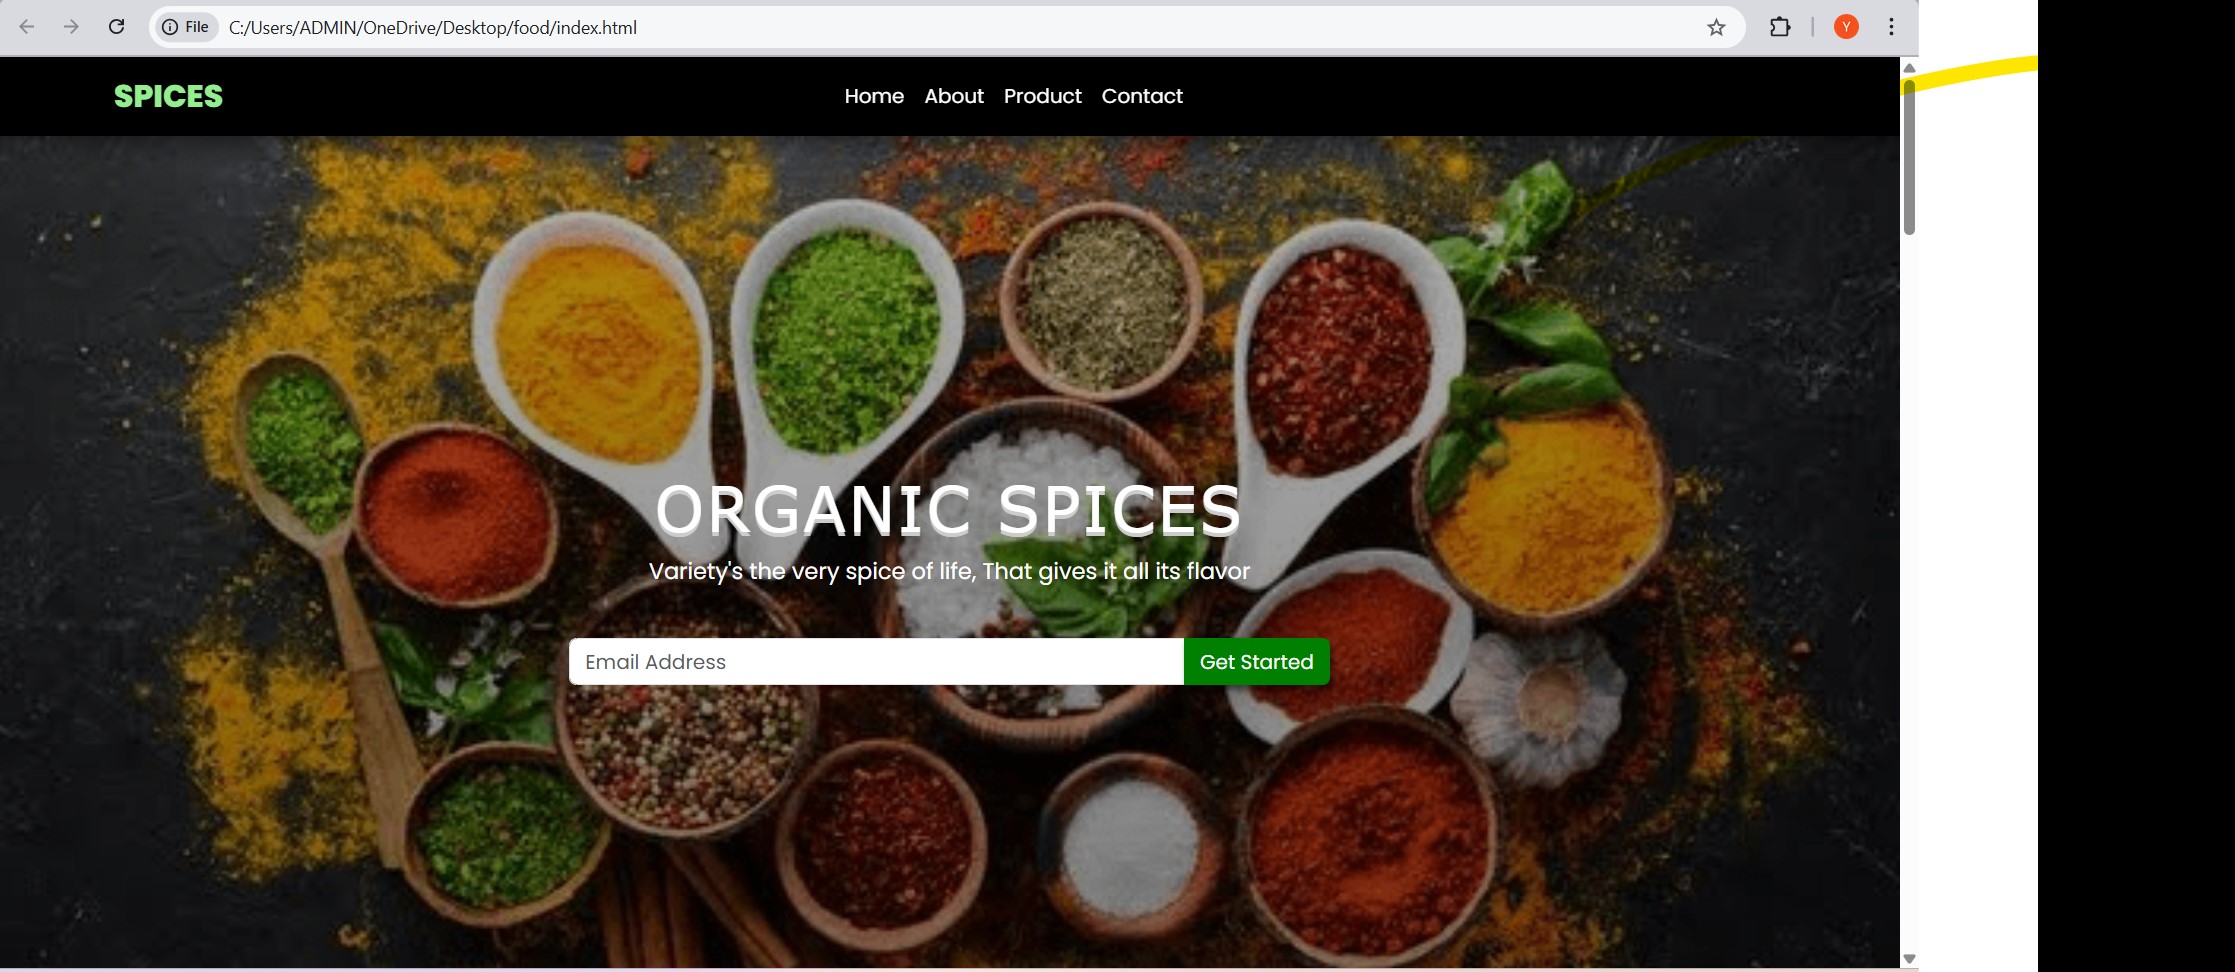 File C:/Users/ADMIN/OneDrive/Desktop/food/index.html
Y
SPICES
Home About Product Contact
ORGANIC SPICES
Variety's the very spice of life, That gives it all its flavor
Email Address
Get Started